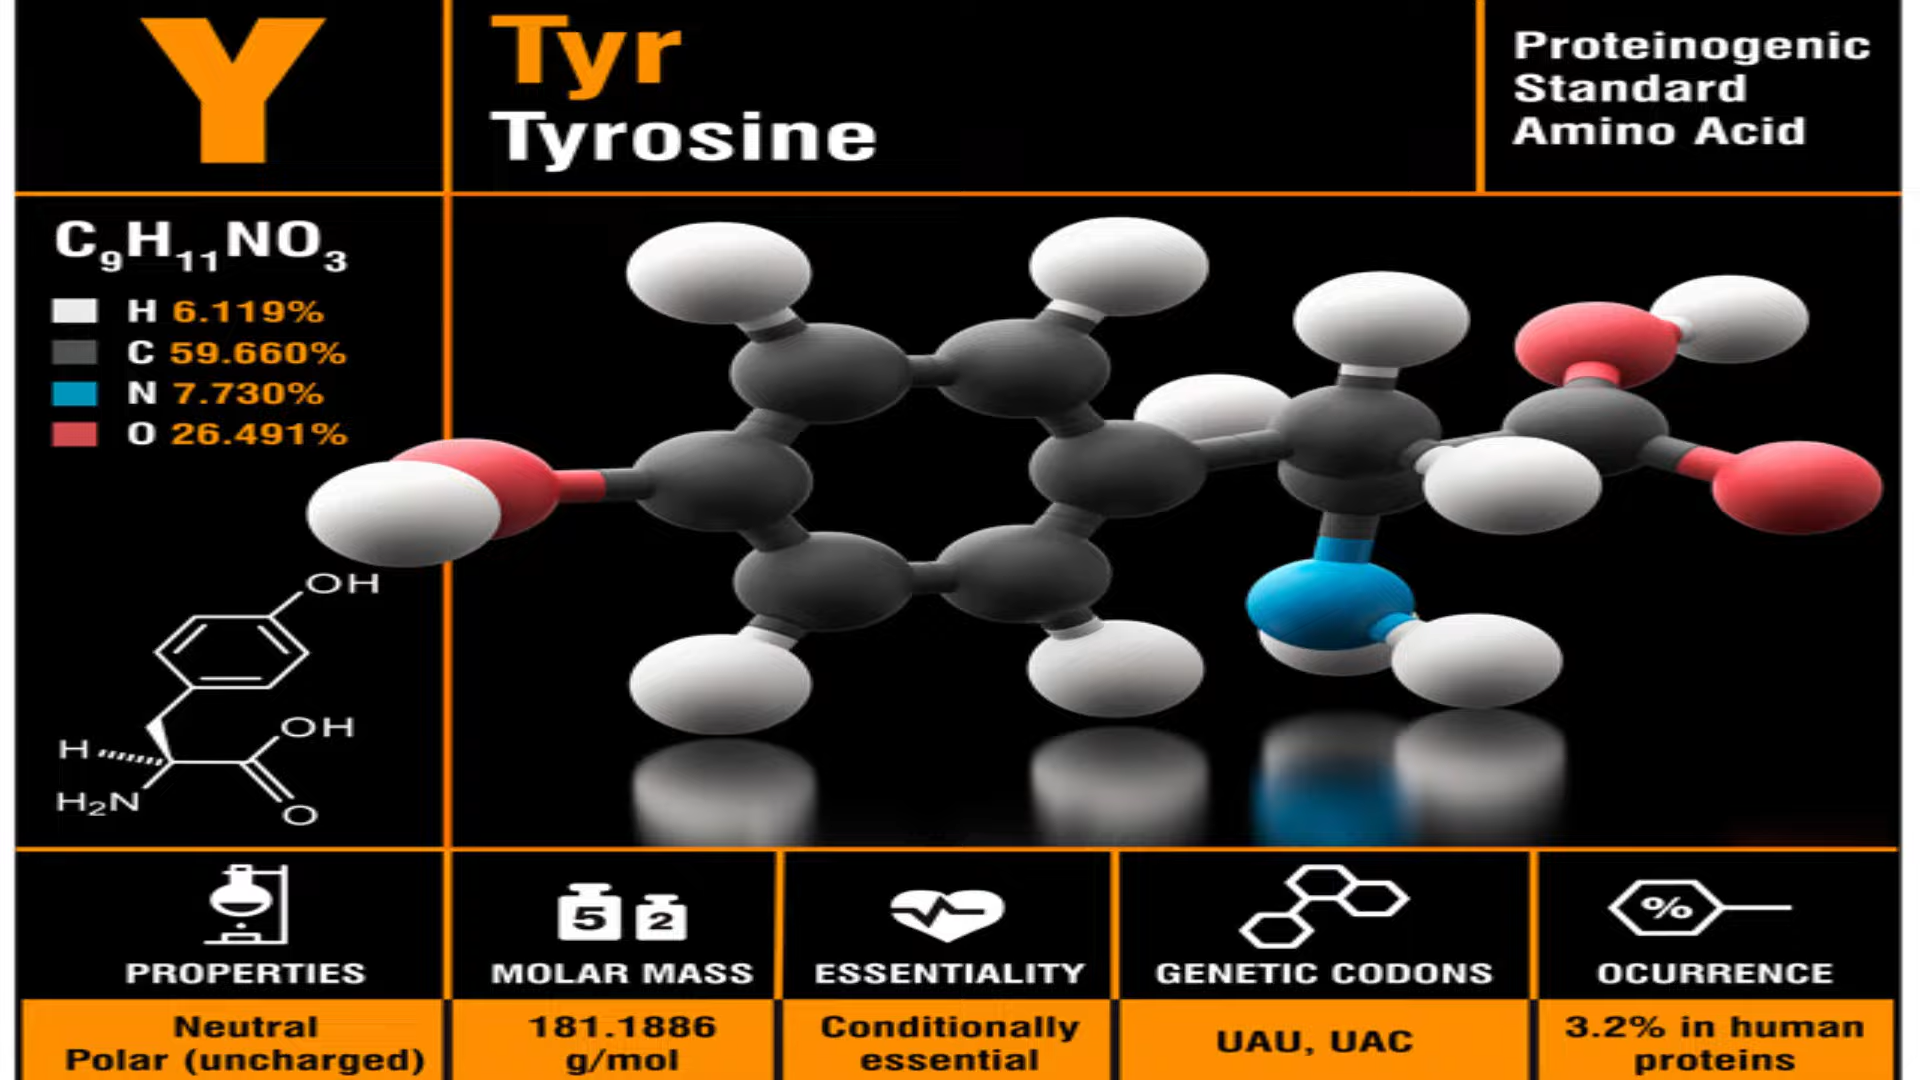 Y
Tyr
Tyrosine
Proteinogenic
Standard
Amino Acid
C₉H₁₁NO₃
H 6.119%
C 59.660%
N 7.730%
O 26.491%
OH
OH
H
H₂N
O
5 2
%
PROPERTIES
MOLAR MASS
ESSENTIALITY
GENETIC CODONS
OCURRENCE
Neutral
Polar (uncharged)
181.1886
g/mol
Conditionally
essential
UAU, UAC
3.2% in human
proteins